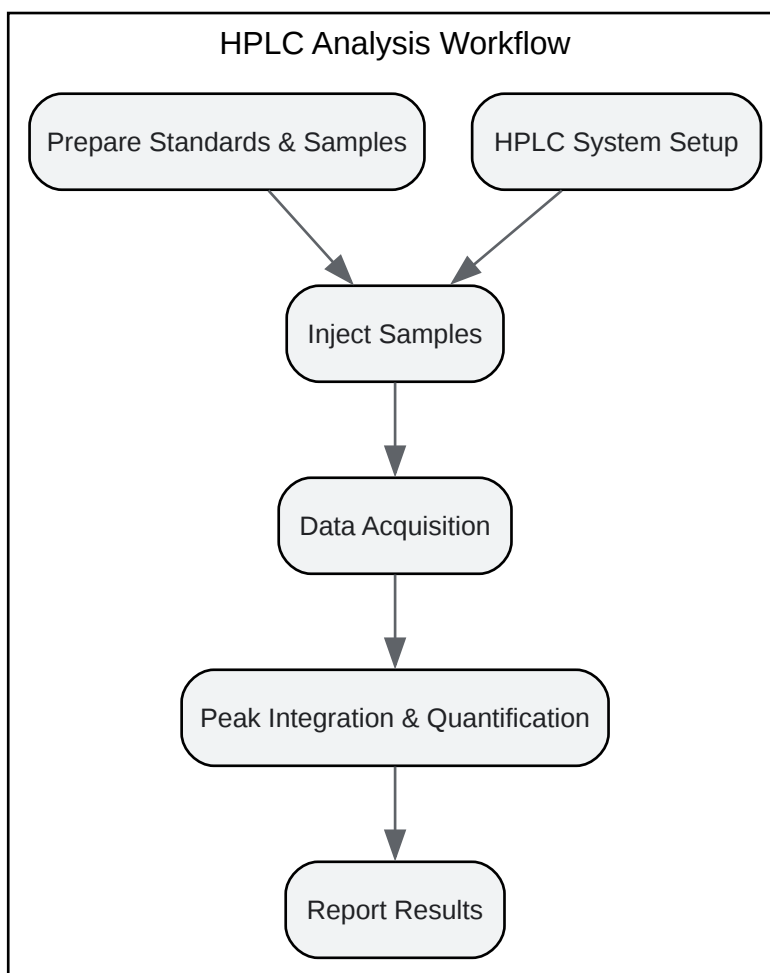 HPLC Analysis Workflow
Prepare Standards & Samples
HPLC System Setup
Inject Samples
Data Acquisition
Peak Integration & Quantification
Report Results